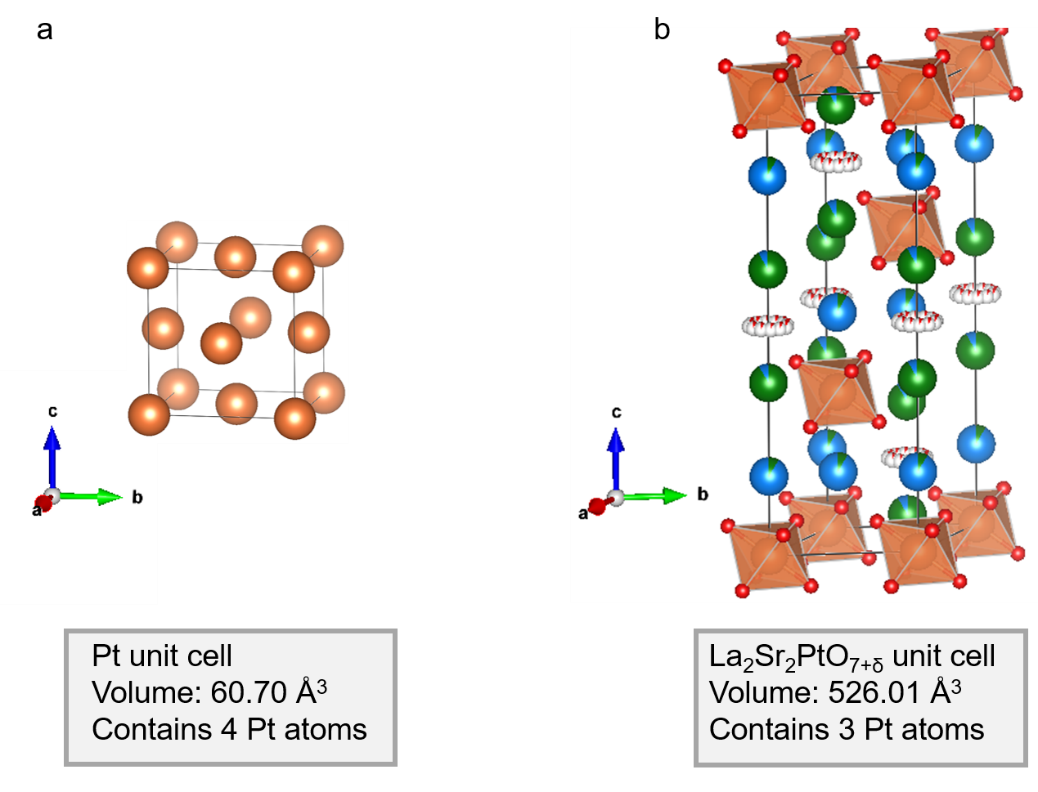 a
b
c
b
a
c
b
a
Pt unit cell
Volume: 60.70 Å³
Contains 4 Pt atoms
La₂Sr₂PtO₇₊δ unit cell
Volume: 526.01 Å³
Contains 3 Pt atoms